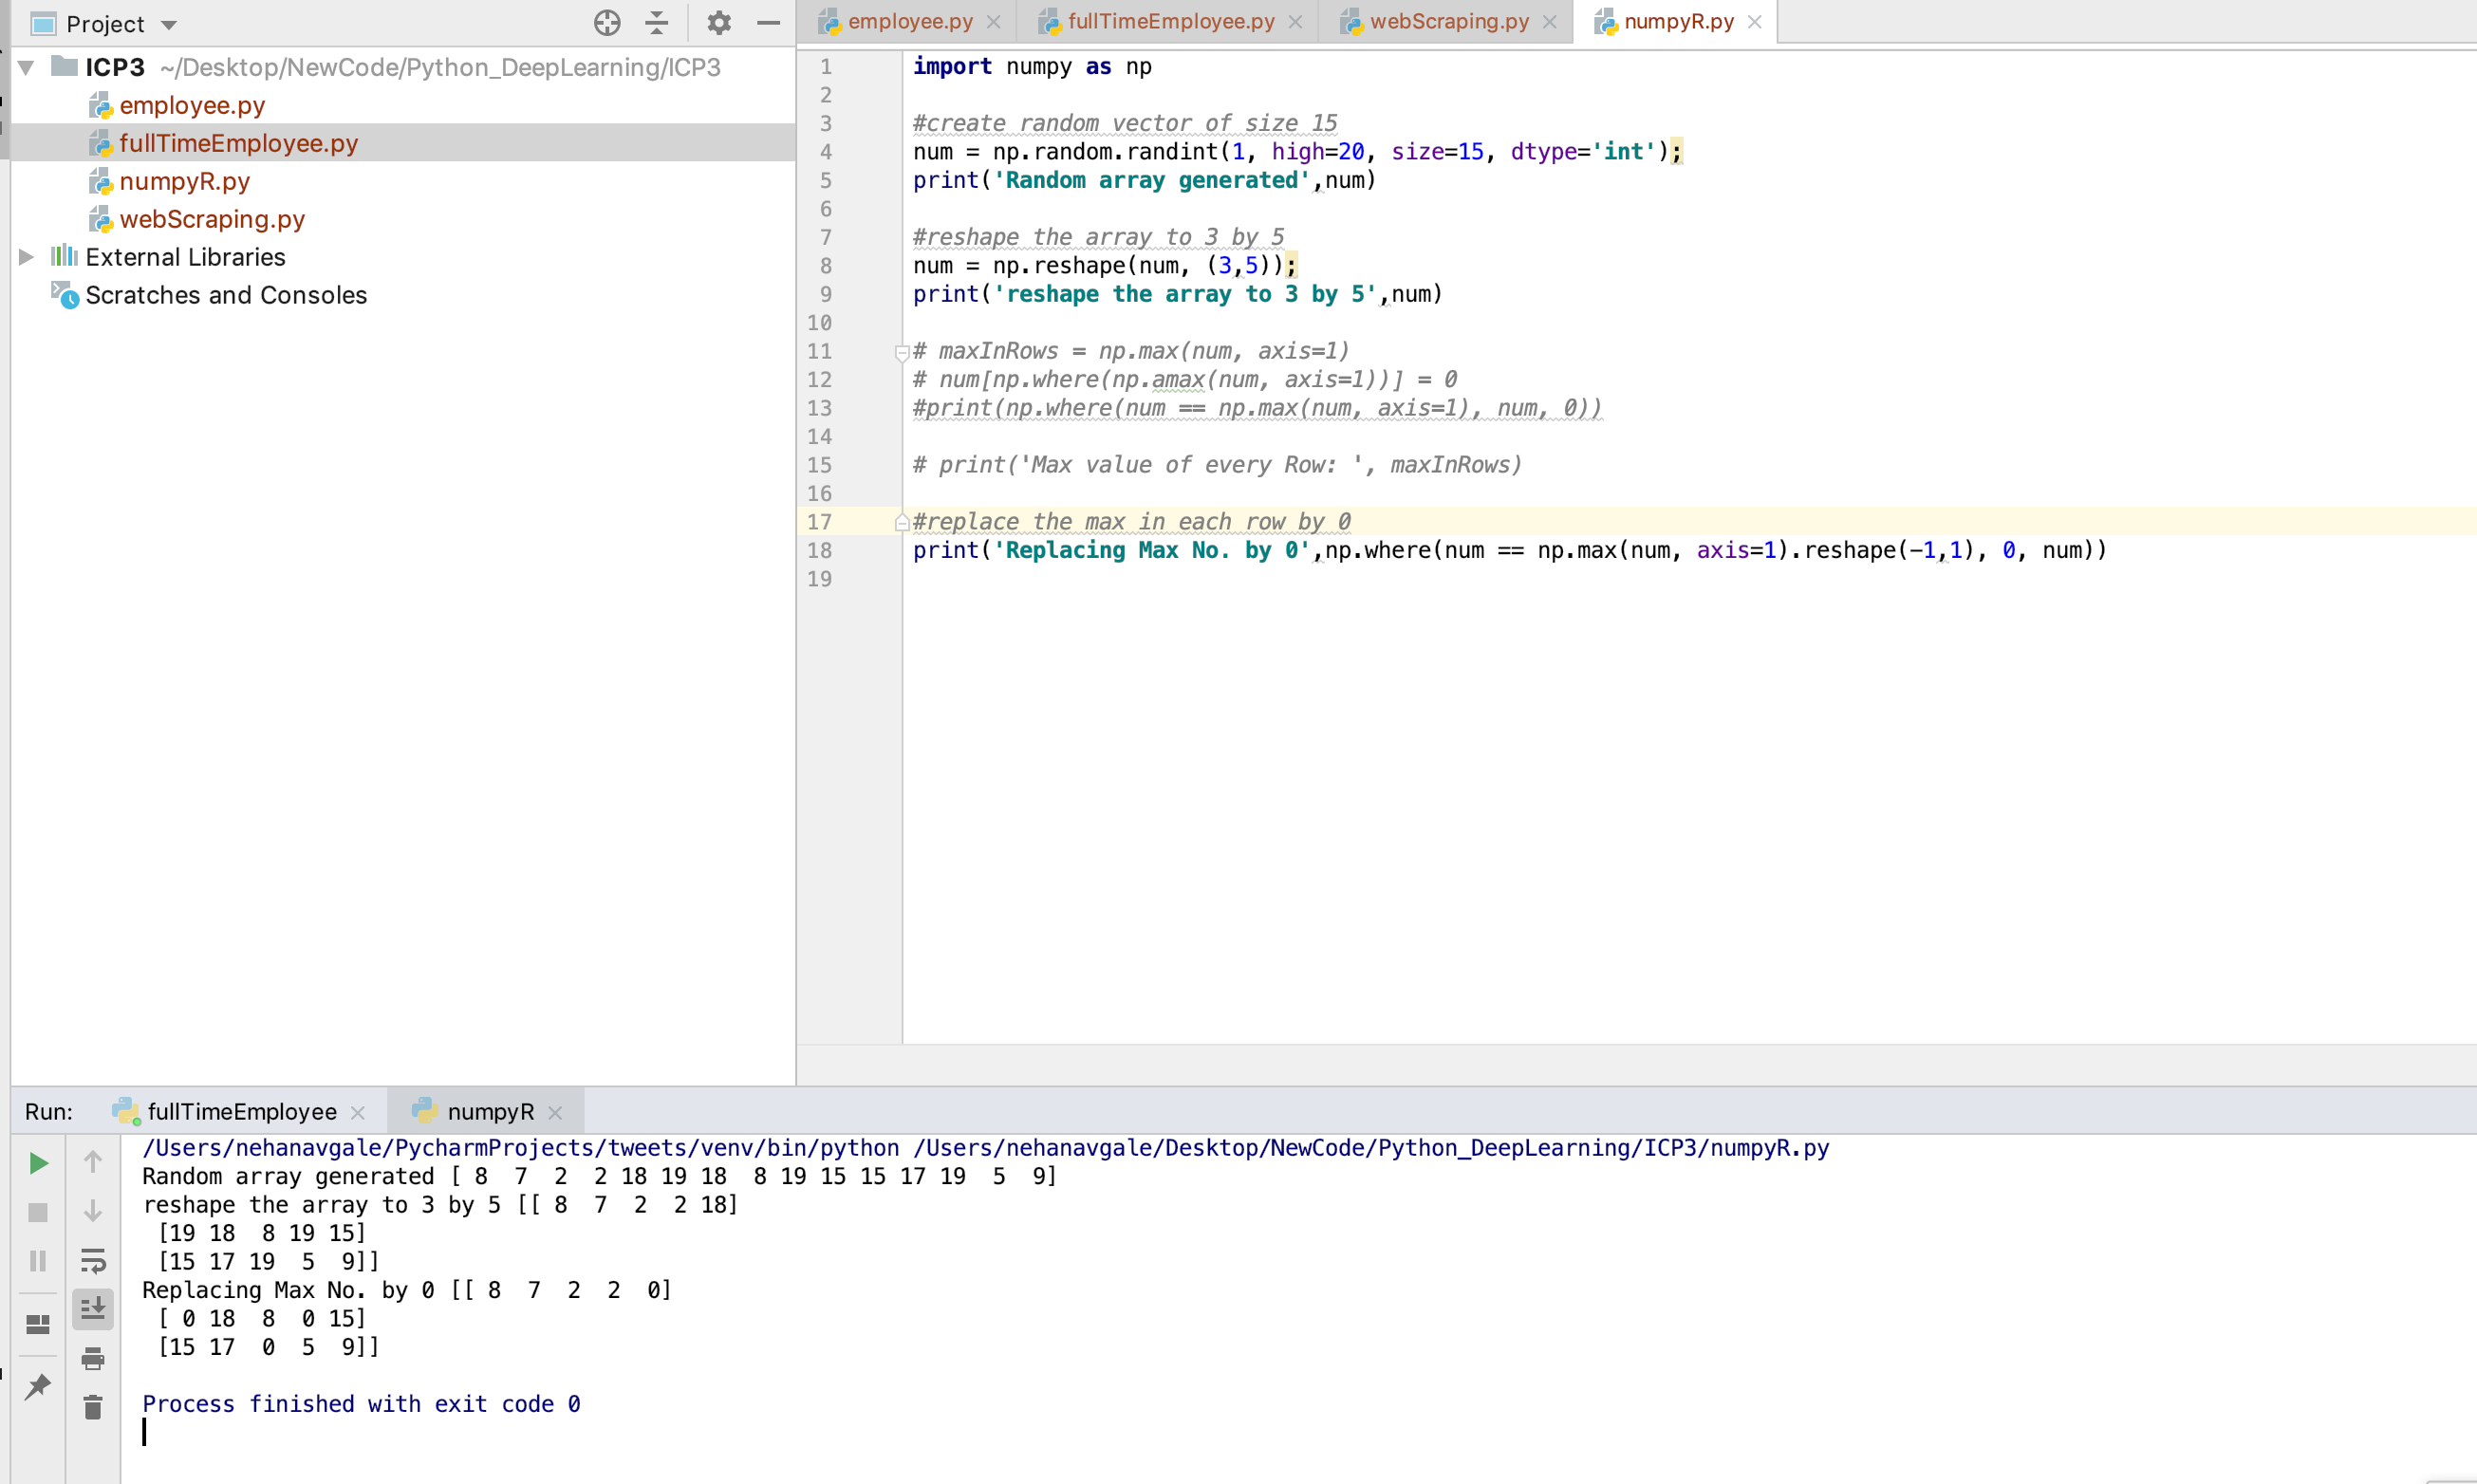 Project
ICP3 ~/Desktop/NewCode/Python_DeepLearning/ICP3
employee.py
fullTimeEmployee.py
numpyR.py
webScraping.py
External Libraries
Scratches and Consoles
employee.py fullTimeEmployee.py webScraping.py numpyR.py
1 import numpy as np
2
3 #create random vector of size 15
4 num = np.random.randint(1, high=20, size=15, dtype='int');
5 print('Random array generated',num)
6
7 #reshape the array to 3 by 5
8 num = np.reshape(num, (3,5));
9 print('reshape the array to 3 by 5',num)
10
11 # maxInRows = np.max(num, axis=1)
12 # num[np.where(np.amax(num, axis=1))] = 0
13 #print(np.where(num == np.max(num, axis=1), num, 0))
14
15 # print('Max value of every Row: ', maxInRows)
16
17 #replace the max in each row by 0
18 print('Replacing Max No. by 0',np.where(num == np.max(num, axis=1).reshape(-1,1), 0, num))
19
Run: fullTimeEmployee numpyR
/Users/nehanavgale/PycharmProjects/tweets/venv/bin/python /Users/nehanavgale/Desktop/NewCode/Python_DeepLearning/ICP3/numpyR.py
Random array generated [ 8  7  2  2 18 19 18  8 19 15 15 17 19  5  9]
reshape the array to 3 by 5 [[ 8  7  2  2 18]
 [19 18  8 19 15]
 [15 17 19  5  9]]
Replacing Max No. by 0 [[ 8  7  2  2  0]
 [ 0 18  8  0 15]
 [15 17  0  5  9]]
Process finished with exit code 0